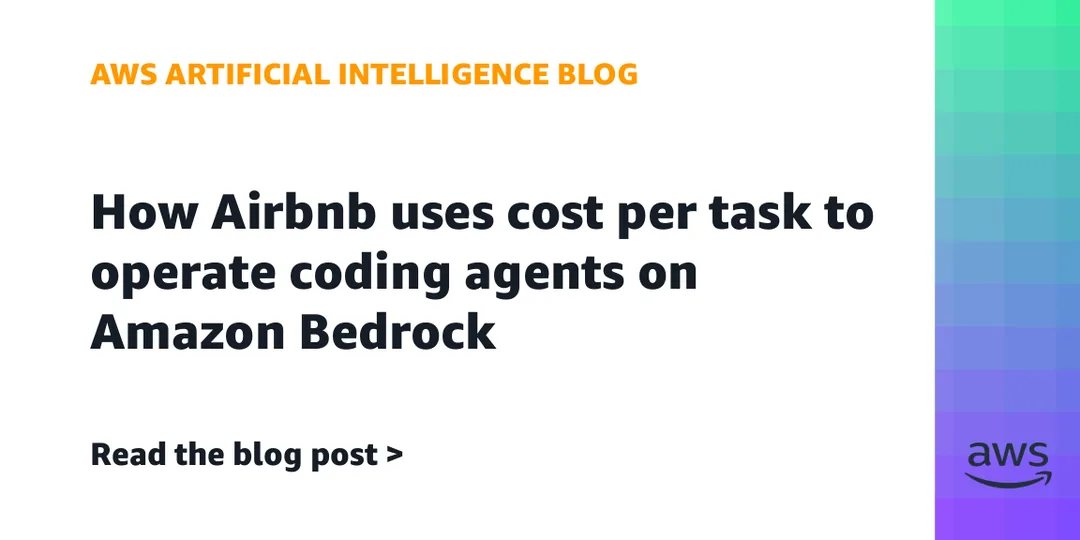 AWS ARTIFICIAL INTELLIGENCE BLOG
How Airbnb uses cost per task to
operate coding agents on
Amazon Bedrock
Read the blog post >
aws